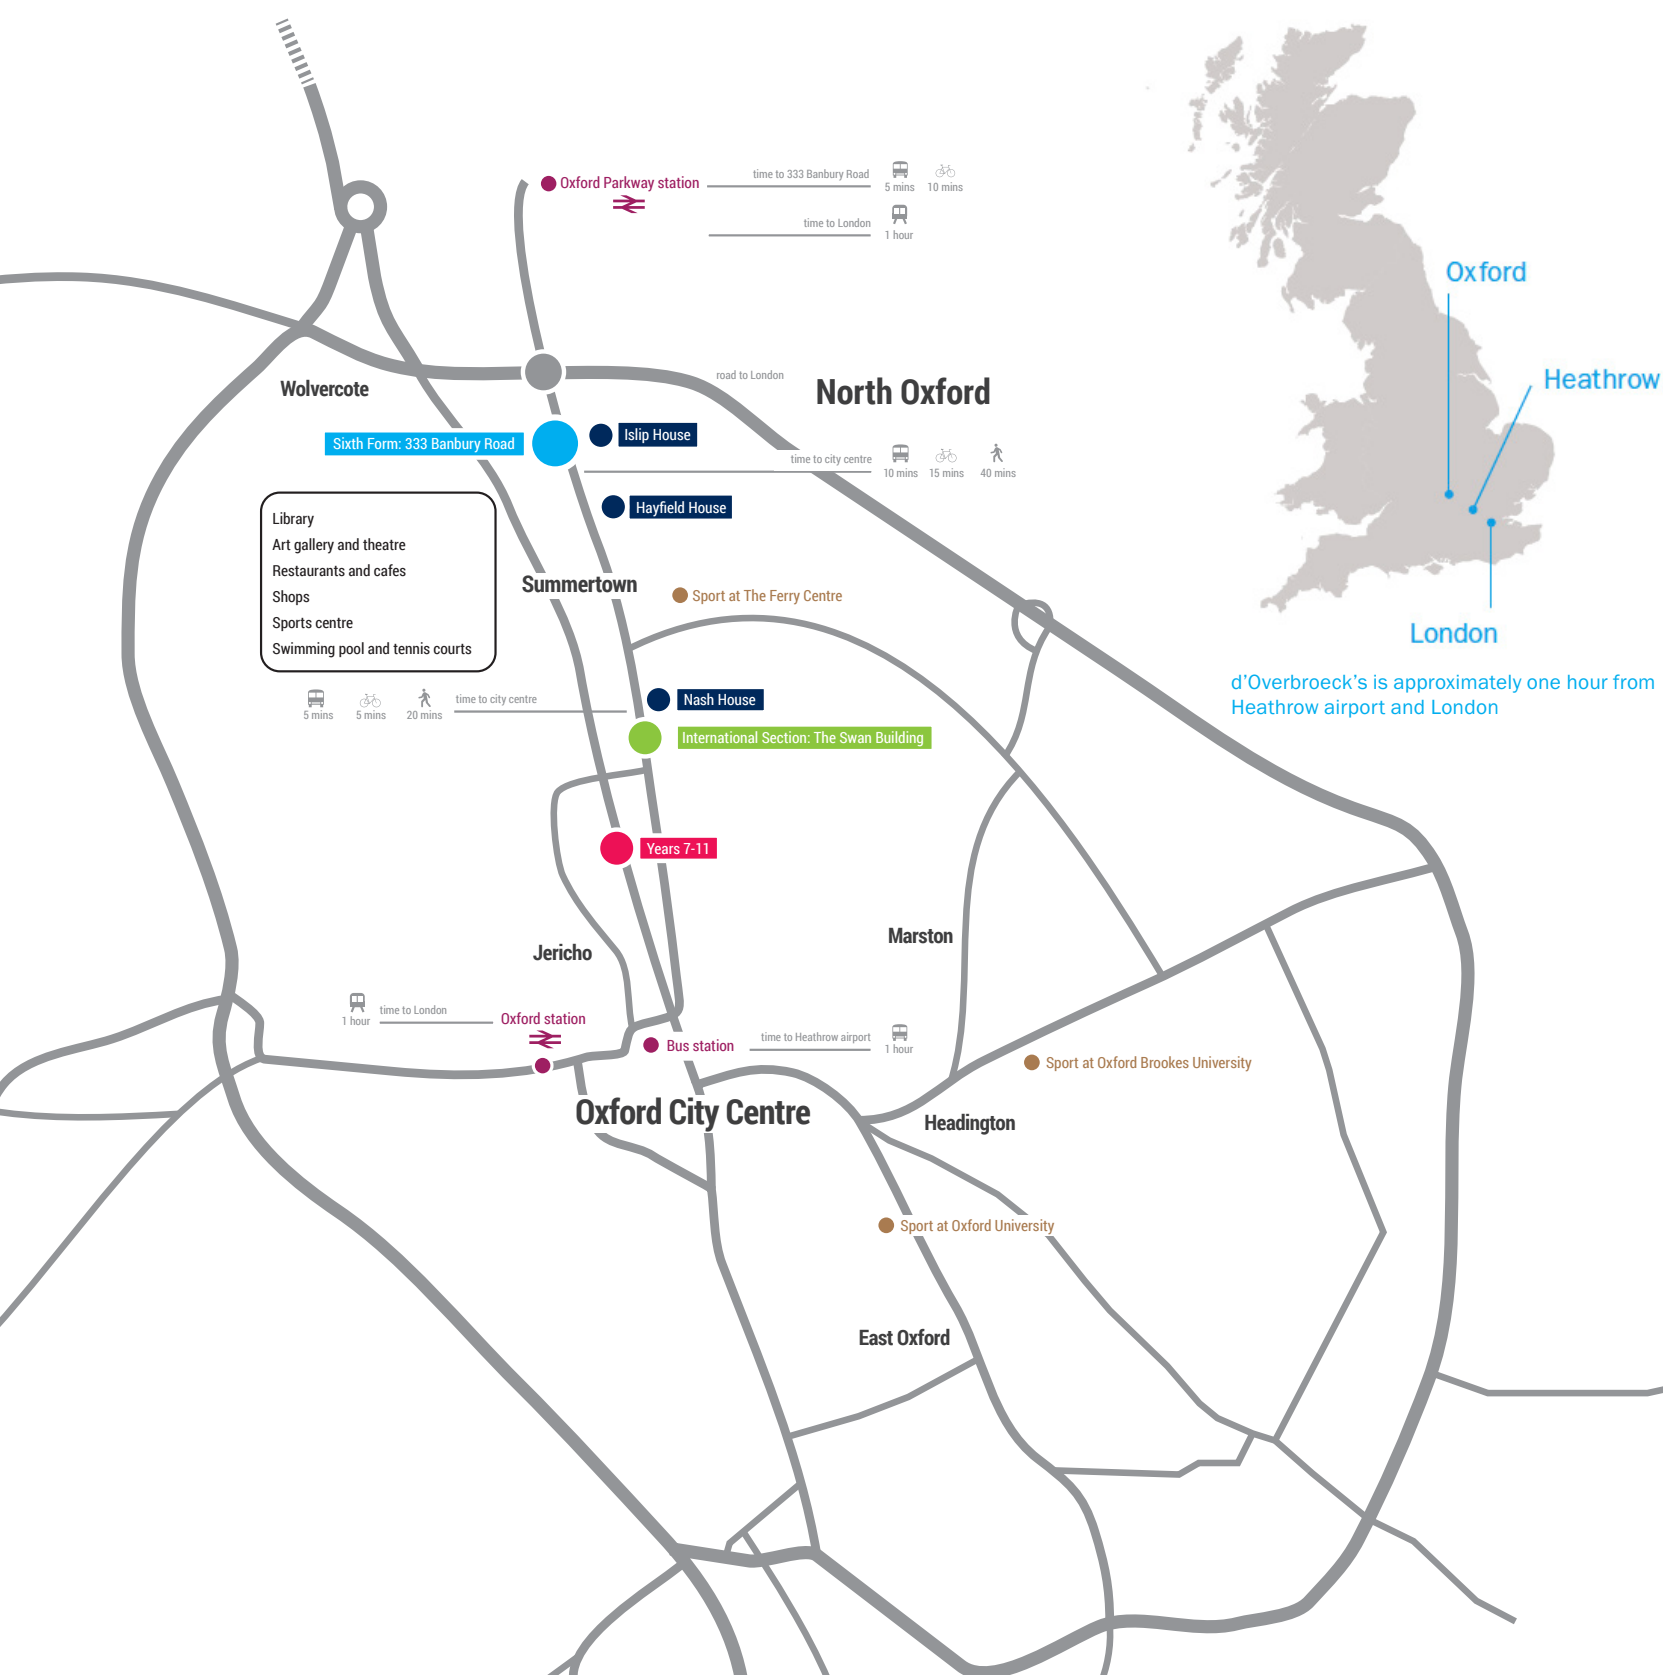 Oxford Parkway station
time to 333 Banbury Road
5 mins
10 mins
time to London
1 hour
Oxford
Heathrow
London
d'Overbroeck's is approximately one hour from
Heathrow airport and London
road to London
North Oxford
Wolvercote
Sixth Form: 333 Banbury Road
Islip House
time to city centre
10 mins
15 mins
40 mins
Hayfield House
Library
Art gallery and theatre
Restaurants and cafes
Shops
Sports centre
Swimming pool and tennis courts
Summertown
Sport at The Ferry Centre
5 mins
5 mins
20 mins
time to city centre
Nash House
International Section: The Swan Building
Years 7-11
Marston
Jericho
1 hour
time to London
Oxford station
Bus station
time to Heathrow airport
1 hour
Sport at Oxford Brookes University
Oxford City Centre
Headington
Sport at Oxford University
East Oxford